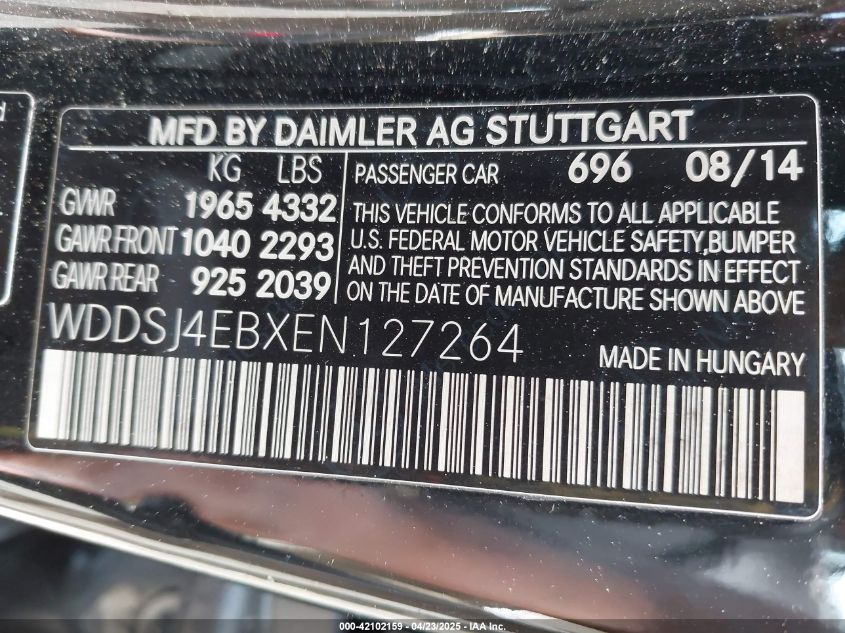 MFD BY DAIMLER AG STUTTGART
KG LBS
GVWR 1965 4332
GAWR FRONT 1040 2293
GAWR REAR 925 2039
PASSENGER CAR 696 08/14
THIS VEHICLE CONFORMS TO ALL APPLICABLE
U.S. FEDERAL MOTOR VEHICLE SAFETY,BUMPER
AND THEFT PREVENTION STANDARDS IN EFFECT
ON THE DATE OF MANUFACTURE SHOWN ABOVE
WDDSJ4EBXEN127264
MADE IN HUNGARY
000-42102159 - 04/23/2025 - IAA Inc.